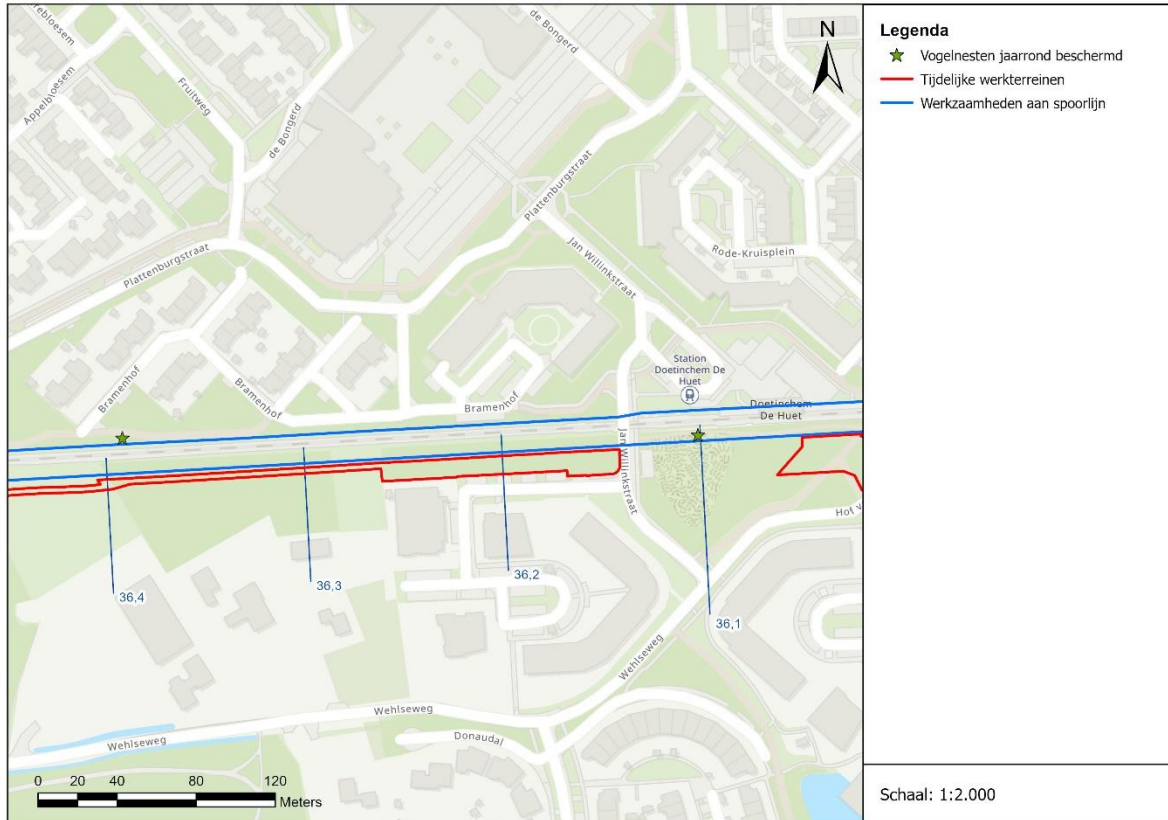 de Bongerd
Appelbloesem
Fruitweg
de Bongerd
N
Plattenburgstraat
Plattenburgstraat
Jan Willinkstraat
Rode-Kruisplein
Bramenhof
Bramenhof
Bramenhof
Station
Doetinchem De
Huet
Doetinchem
De Huet
Jan Willinkstraat
Hof v
36,4
36,3
36,2
36,1
Wehlseweg
Wehlseweg
Wehlseweg
Donaudal
0 20 40 80 120
Meters
Legenda
Vogelnesten jaarrond beschermd
Tijdelijke werkterreinen
Werkzaamheden aan spoorlijn
Schaal: 1:2.000